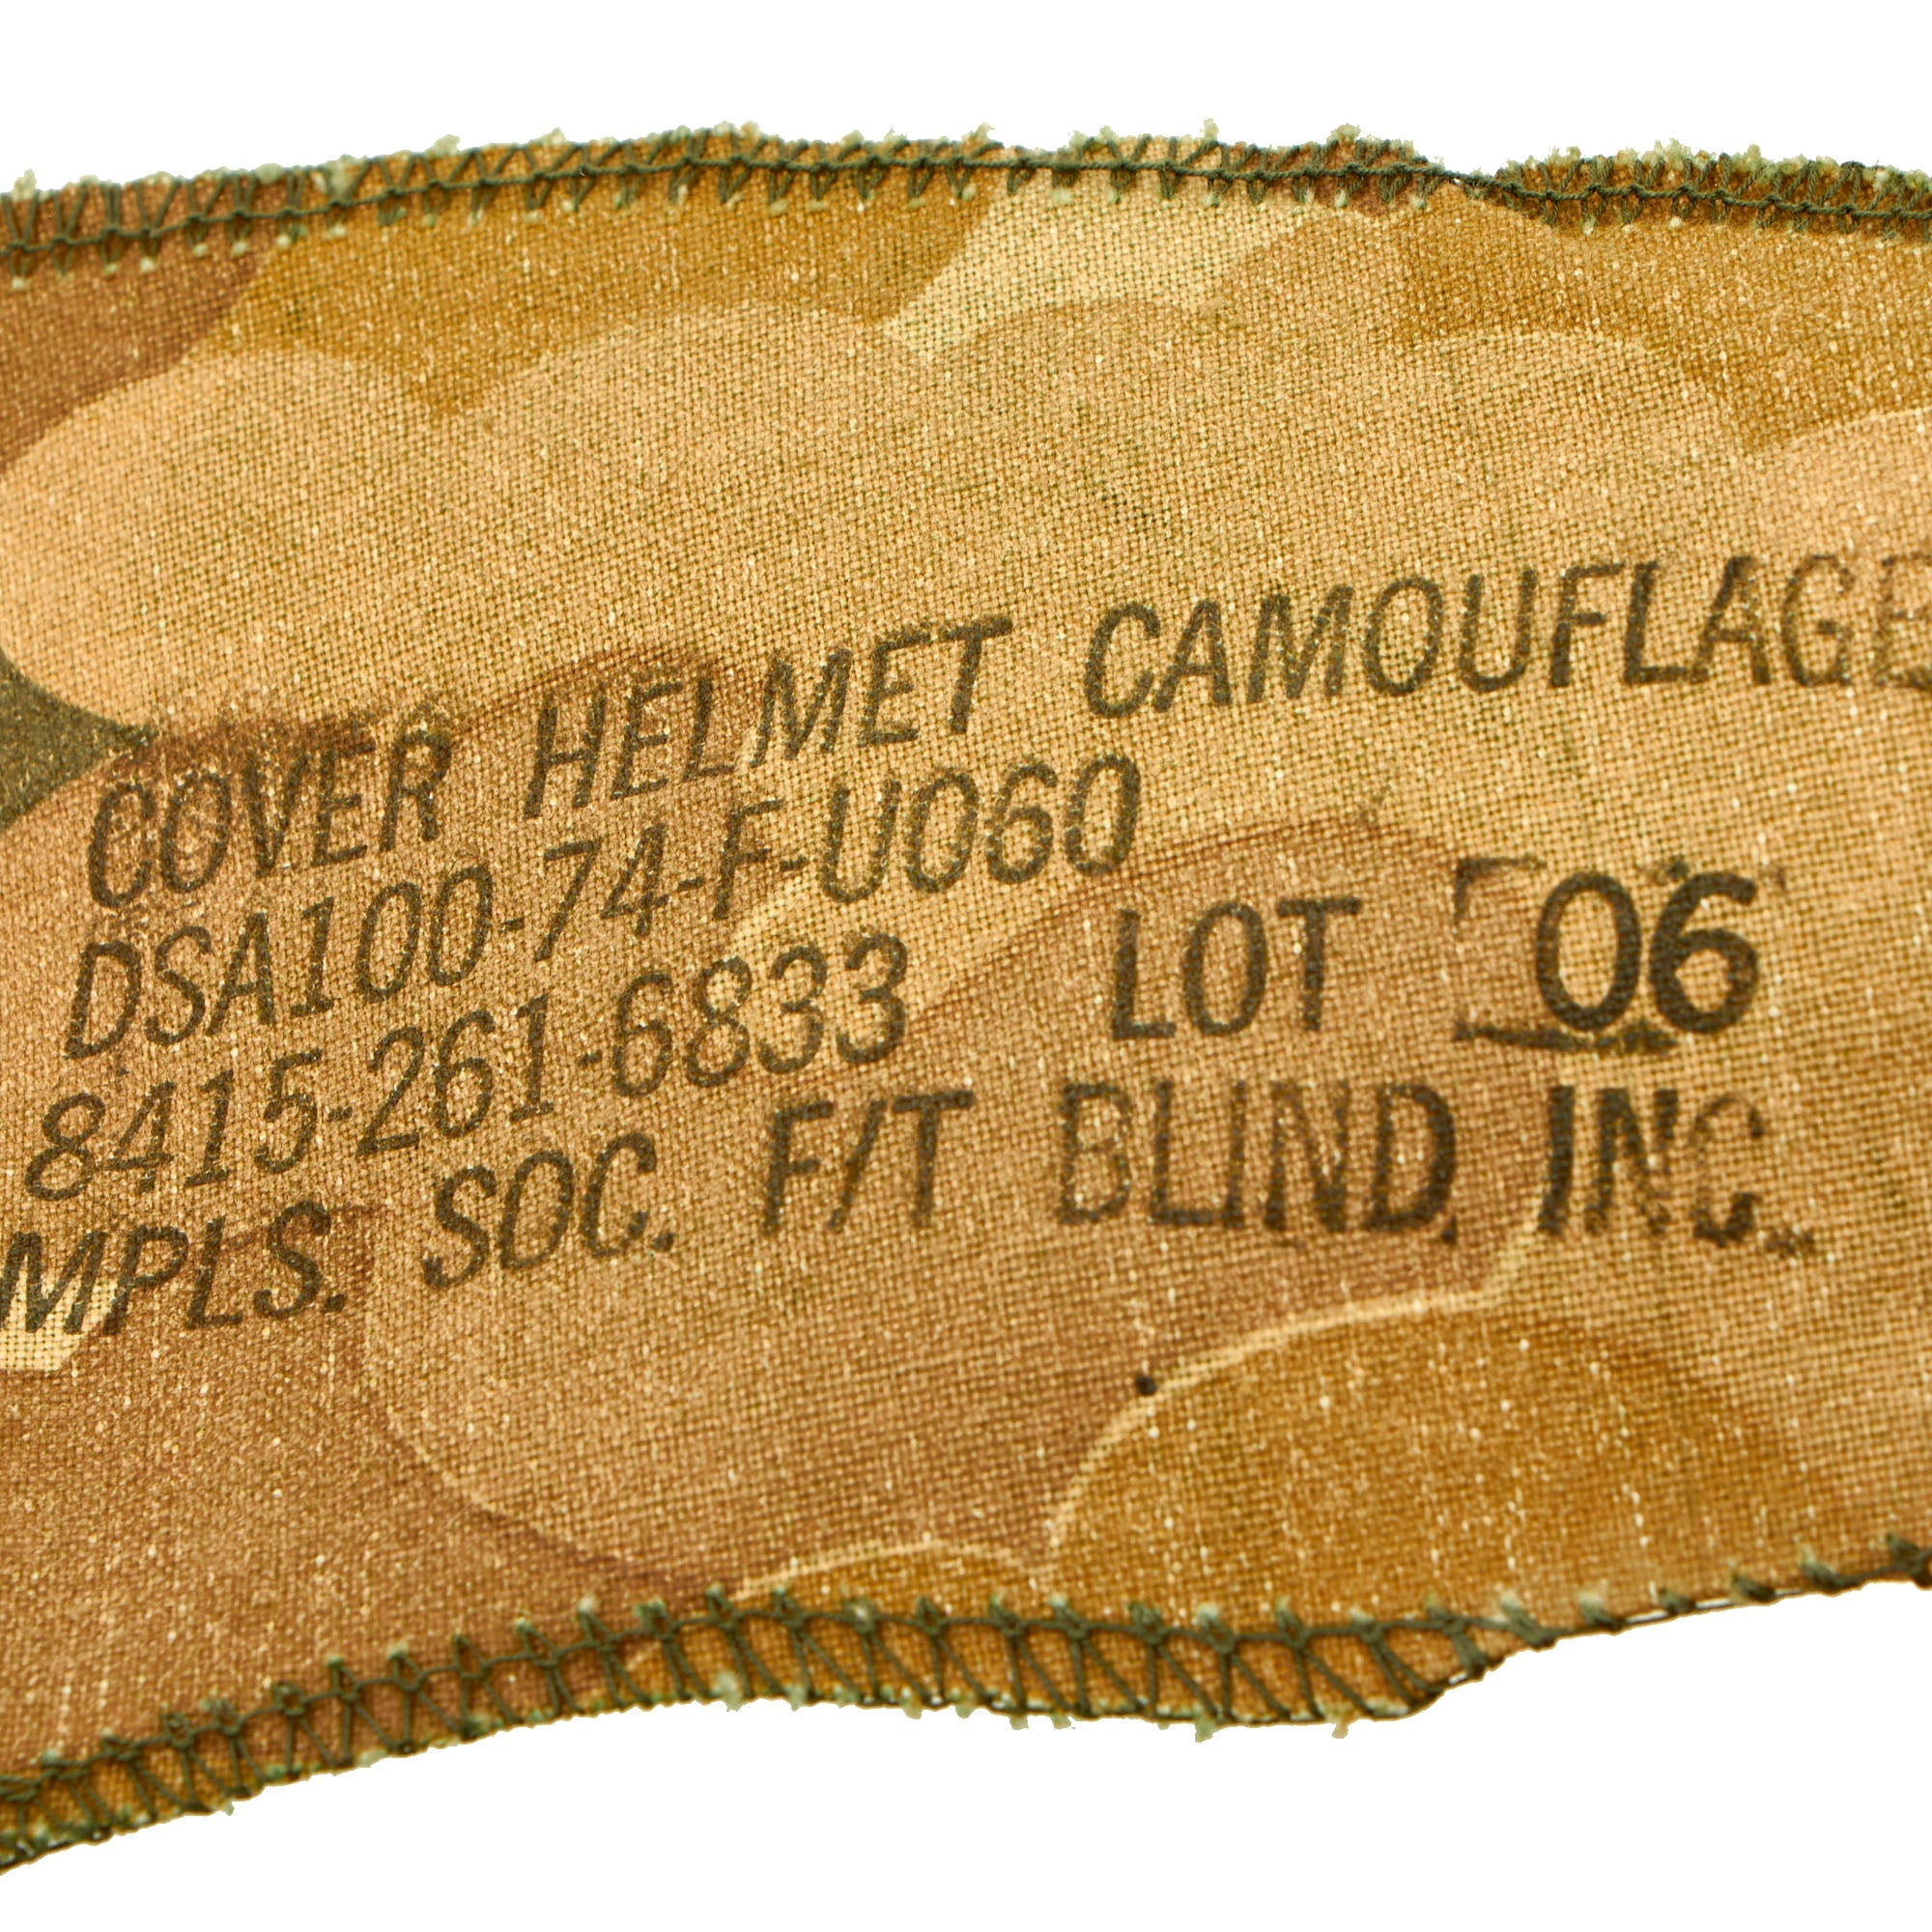 COVER HELMET CAMOUFLAGE
DSA100-74-F-U060
8415-261-6833 LOT 06
MPLS. SOC. F/T BLIND, INC.